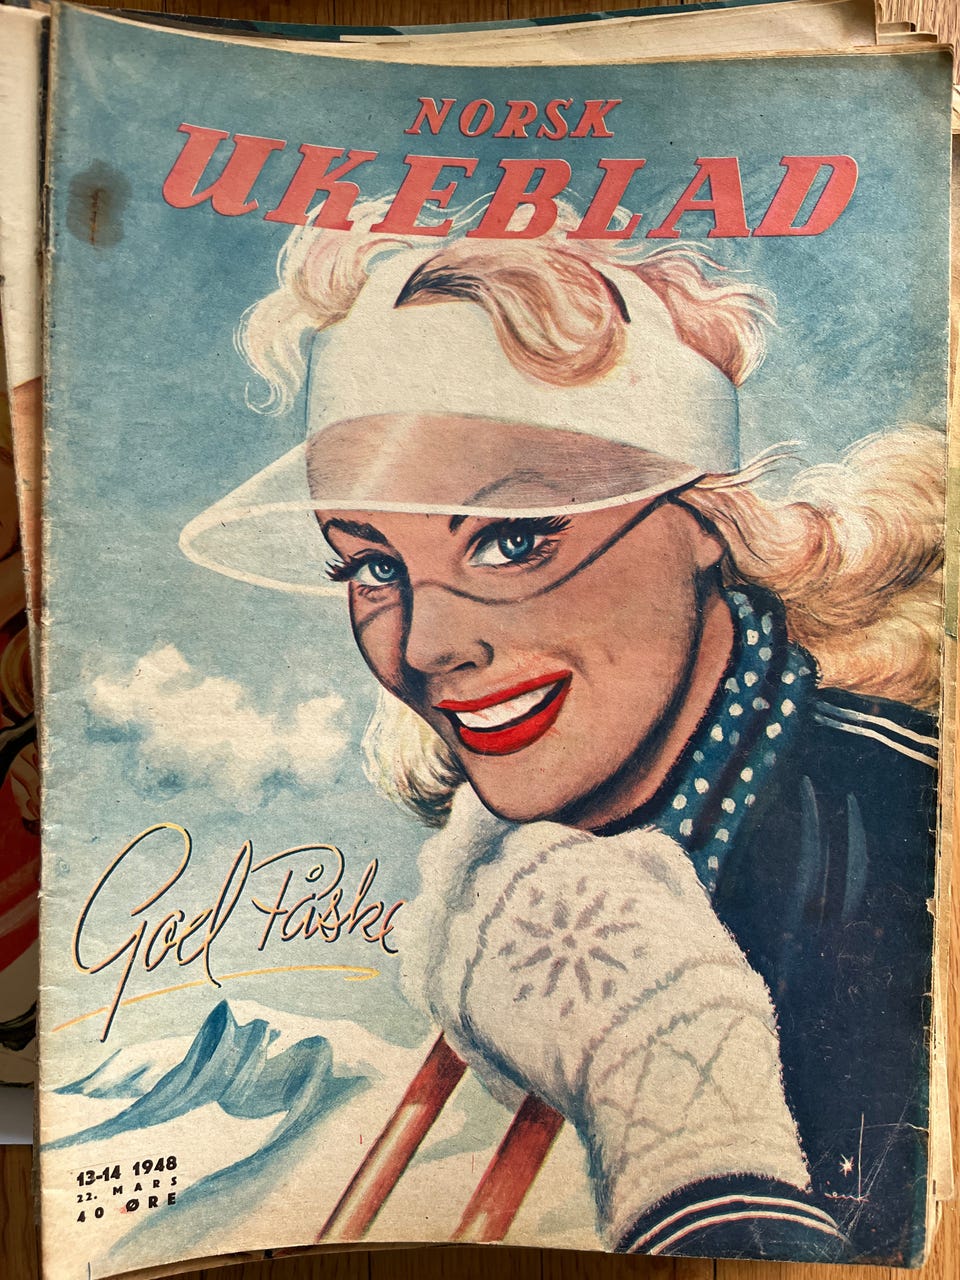 NORSK
UKEBLAD
God Påske
13-14 1948
22. MARS
40 ØRE